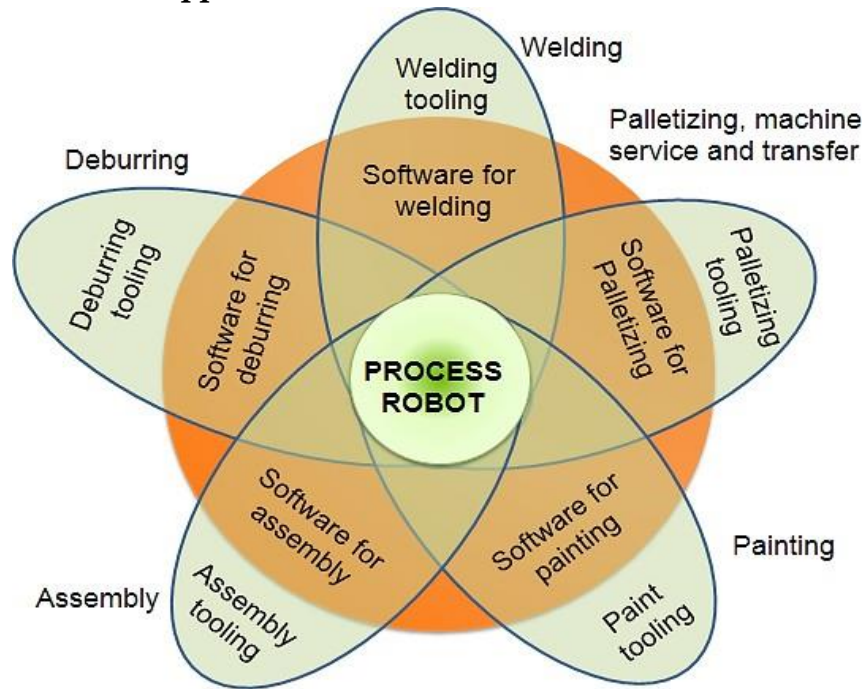 Welding
Welding
tooling
Palletizing, machine
service and transfer
Deburring
Software for
welding
Deburring
tooling
Software for
deburring
Software for
Palletizing
Palletizing
tooling
PROCESS
ROBOT
Software for
assembly
Software for
painting
Painting
Assembly
Assembly
tooling
Paint
tooling